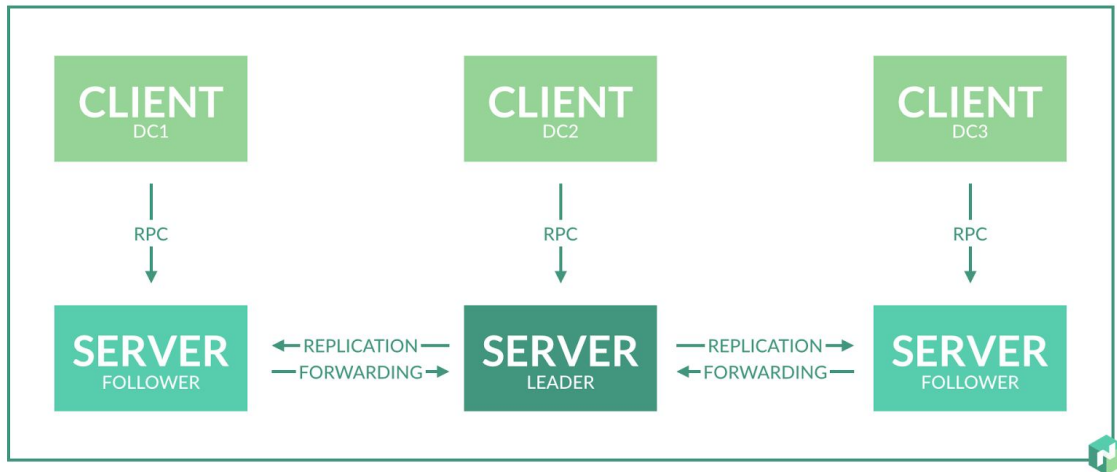 CLIENT
DC1
CLIENT
DC2
CLIENT
DC3
RPC
RPC
RPC
SERVER
FOLLOWER
REPLICATION
FORWARDING
SERVER
LEADER
REPLICATION
FORWARDING
SERVER
FOLLOWER